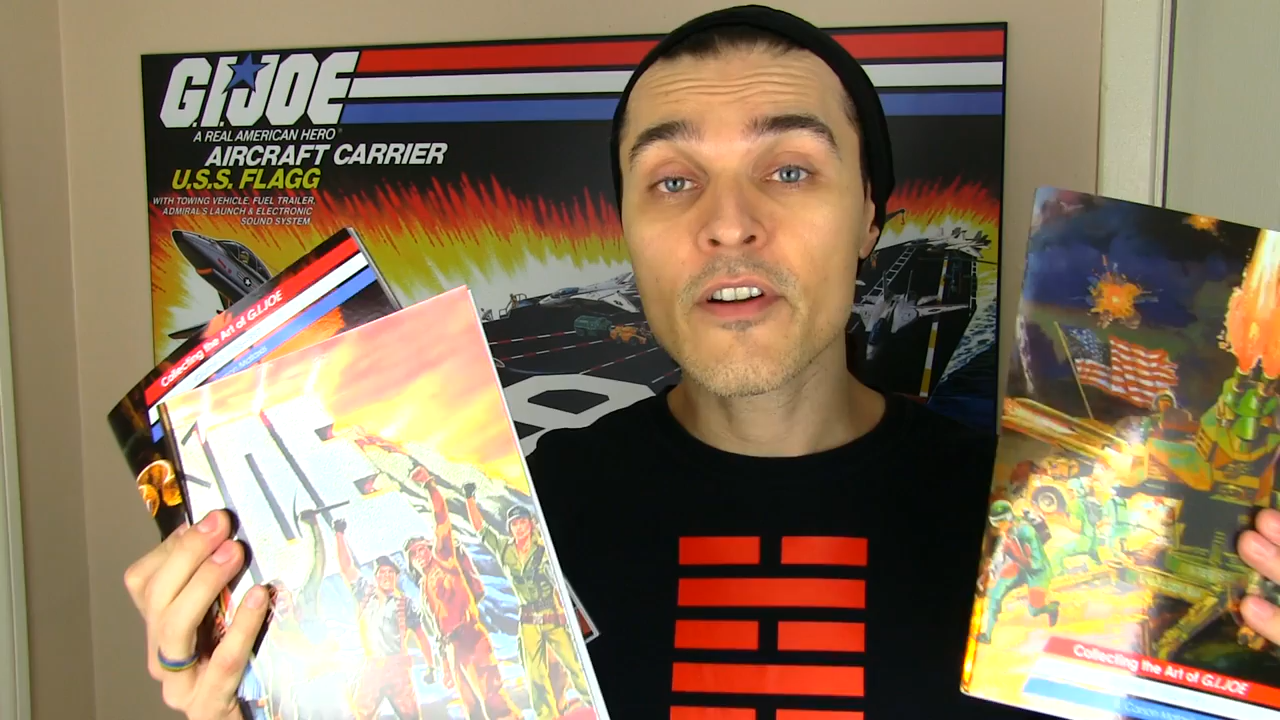 G.I.JOE
A REAL AMERICAN HERO®
AIRCRAFT CARRIER
U.S.S. FLAGG
WITH TOWING VEHICLE, FUEL TRAILER,
ADMIRAL'S LAUNCH & ELECTRONIC
SOUND SYSTEM.
Collecting the Art of G.I.JOE
Collecting the Art of G.I.JOE